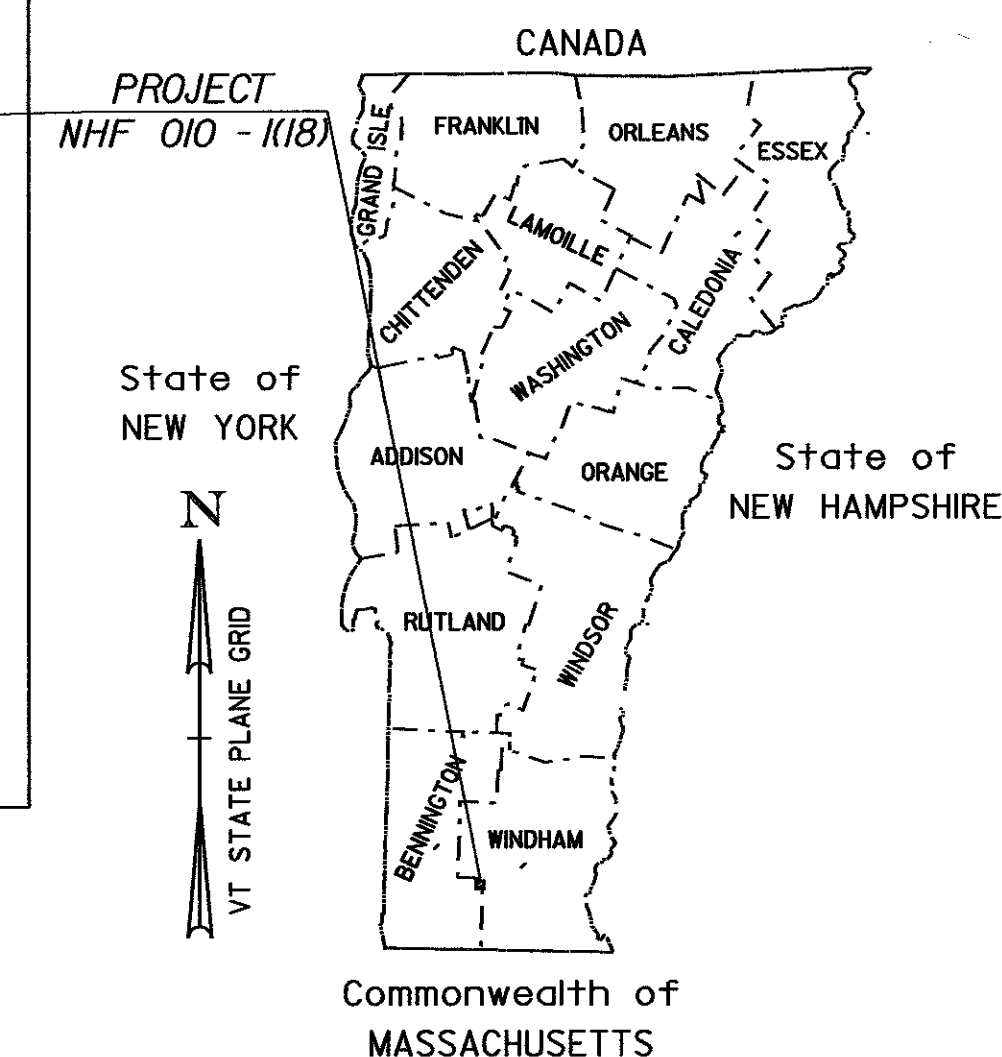 CANADA
PROJECT
NHF 010 - 1(18)
GRAND ISLE
FRANKLIN
ORLEANS
ESSEX
LAMOILLE
CHITTENDEN
CALEDONIA
WASHINGTON
State of
NEW YORK
ADDISON
ORANGE
State of
NEW HAMPSHIRE
N
VT STATE PLANE GRID
RUTLAND
WINDSOR
BENNINGTON
WINDHAM
Commonwealth of
MASSACHUSETTS